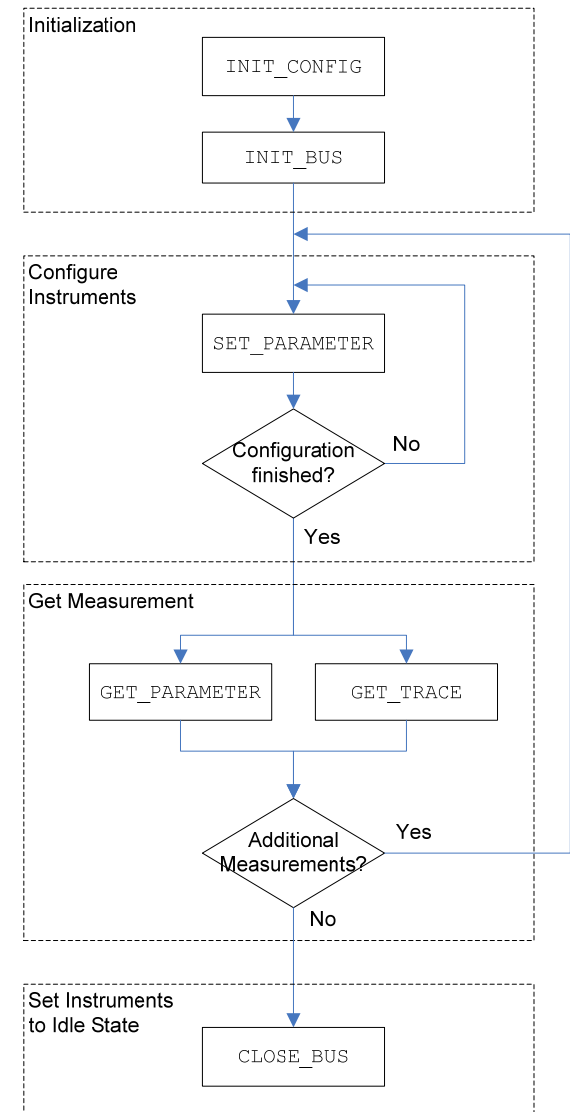 Initialization
INIT_CONFIG
INIT_BUS
Configure
Instruments
SET_PARAMETER
Configuration
finished?
No
Yes
Get Measurement
GET_PARAMETER
GET_TRACE
Additional
Measurements?
Yes
No
Set Instruments
to Idle State
CLOSE_BUS